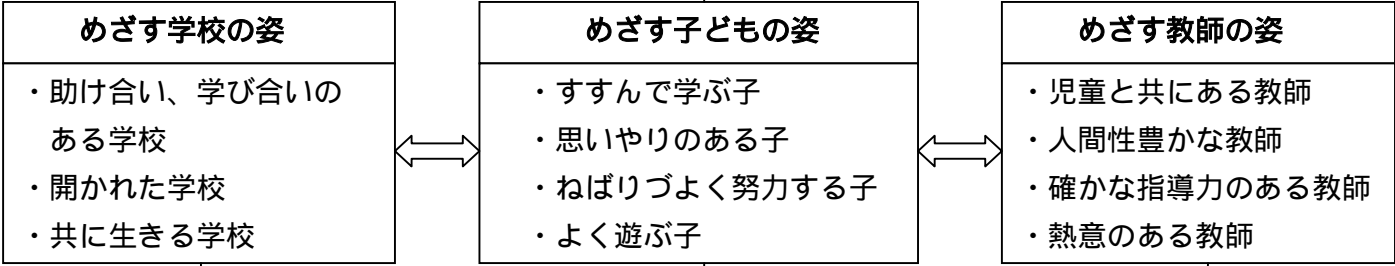 めざす学校の姿
・助け合い、学び合いの
ある学校
・開かれた学校
・共に生きる学校
めざす子どもの姿
・すすんで学ぶ子
・思いやりのある子
・ねばりづよく努力する子
・よく遊ぶ子
めざす教師の姿
・児童と共にある教師
・人間性豊かな教師
・確かな指導力のある教師
・熱意のある教師